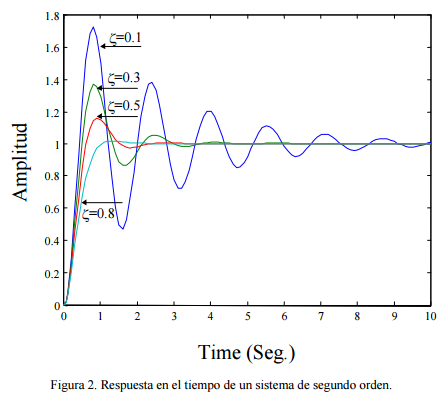 1.8
1.6
1.4
1.2
1
0.8
0.6
0.4
0.2
0
Amplitud
ζ=0.1
ζ=0.3
ζ=0.5
ζ=0.8
0 1 2 3 4 5 6 7 8 9 10
Time (Seg.)
Figura 2. Respuesta en el tiempo de un sistema de segundo orden.